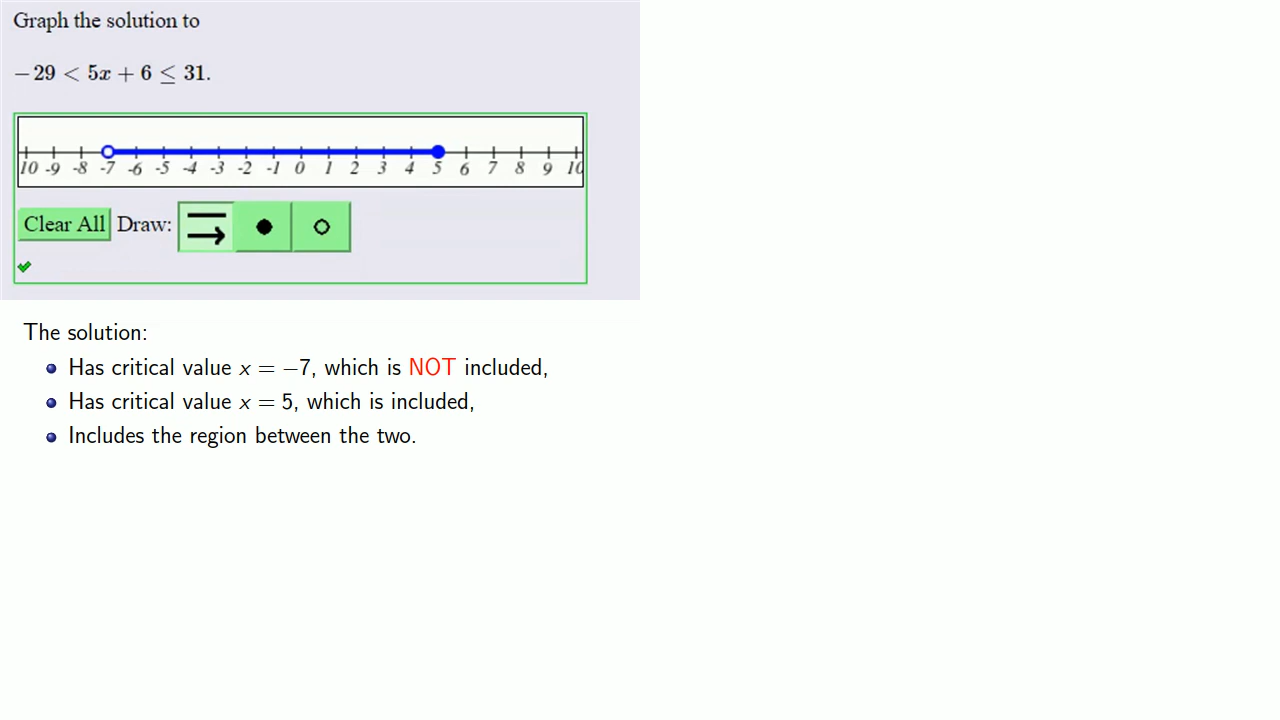 Graph the solution to
−29 < 5x + 6 ≤ 31.
10 -9 -8 -7 -6 -5 -4 -3 -2 -1 0 1 2 3 4 5 6 7 8 9 10
Clear All Draw:
The solution:
Has critical value x = −7, which is NOT included,
Has critical value x = 5, which is included,
Includes the region between the two.